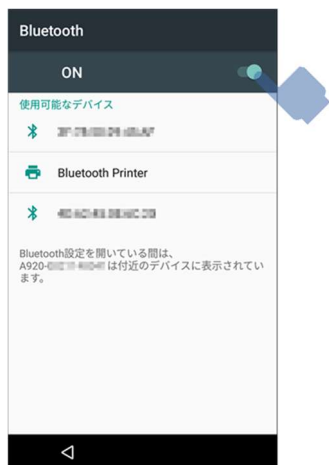 Bluetooth
ON
使用可能なデバイス
Bluetooth Printer
Bluetooth設定を開いている間は、
A920- は付近のデバイスに表示されてい
ます。